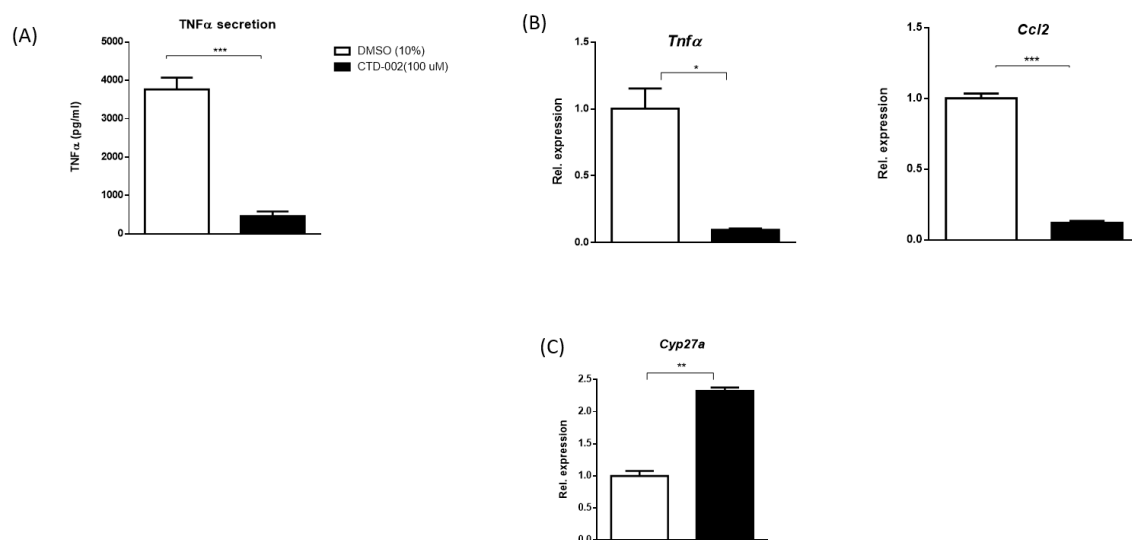 (A)
TNFα secretion
***
5000
4000
3000
2000
1000
0
TNFα (pg/ml)
DMSO (10%)
CTD-002(100 uM)
(B)
Tnfα
*
1.5
1.0
0.5
0.0
Rel. expression
Ccl2
***
1.5
1.0
0.5
0.0
Rel. expression
(C)
Cyp27a
**
2.5
2.0
1.5
1.0
0.5
0.0
Rel. expression